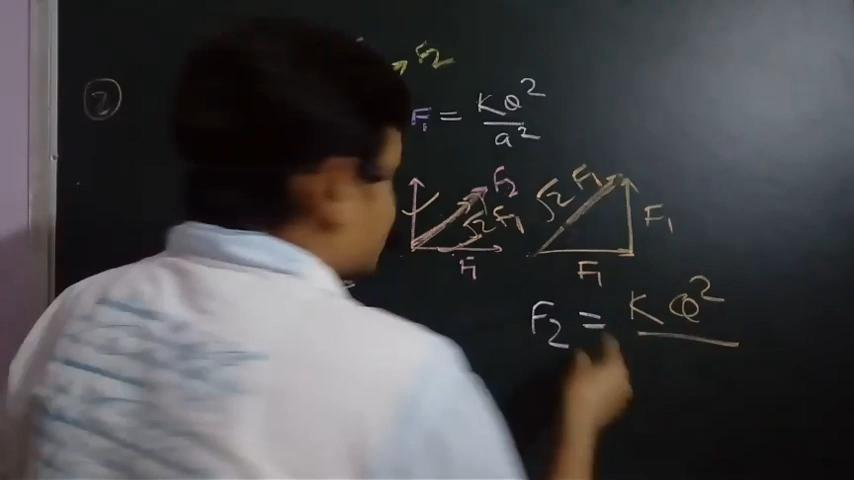 2
F₂
F₁ = KQ² / a²
F₂
√2 F₁
F₁
√2 F₁
F₁
F₁
F₂ = KQ²